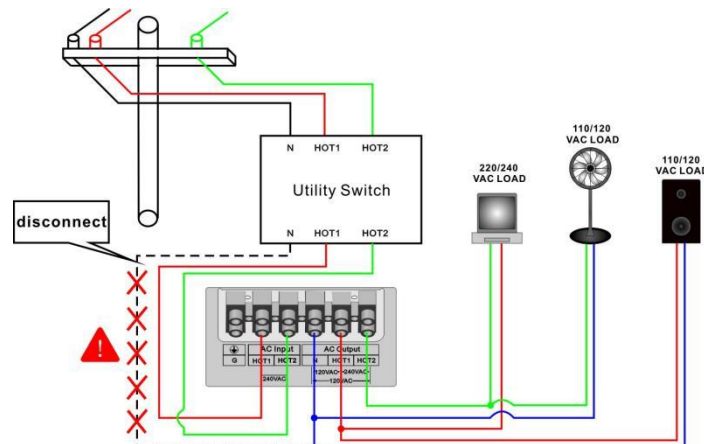 N HOT1 HOT2
Utility Switch
N HOT1 HOT2
disconnect
!
220/240
VAC LOAD
110/120
VAC LOAD
110/120
VAC LOAD
AC Input AC Output
G HOT1 HOT2 N HOT1 HOT2
240VAC
120VAC 240VAC
120VAC